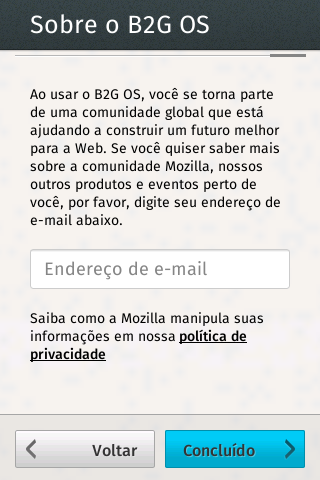 Sobre o B2G OS
Ao usar o B2G OS, você se torna parte
de uma comunidade global que está
ajudando a construir um futuro melhor
para a Web. Se você quiser saber mais
sobre a comunidade Mozilla, nossos
outros produtos e eventos perto de
você, por favor, digite seu endereço de
e-mail abaixo.
Endereço de e-mail
Saiba como a Mozilla manipula suas
informações em nossa política de
privacidade
Voltar
Concluído